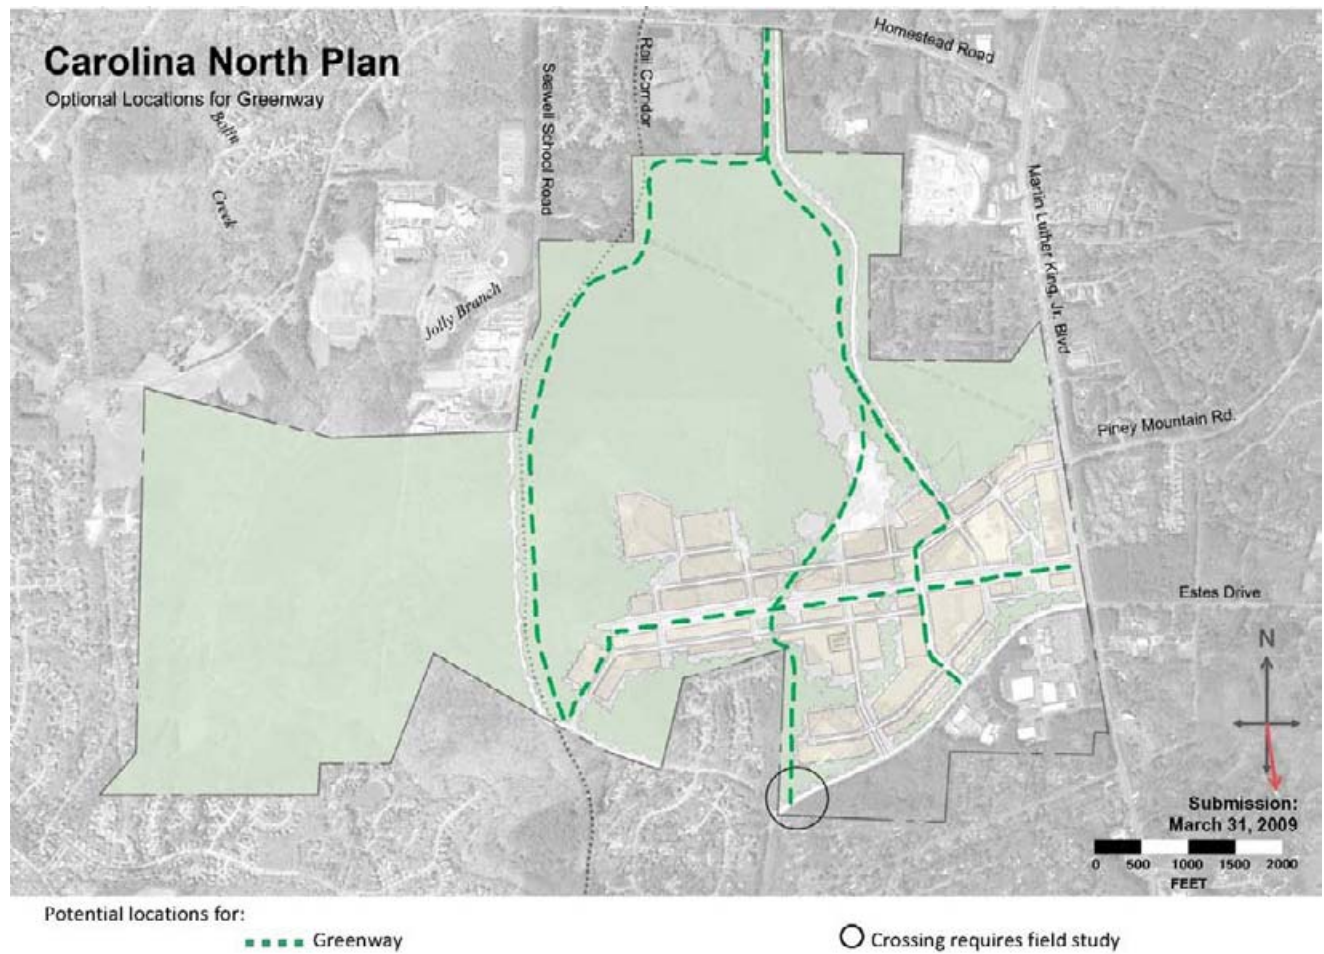 Carolina North Plan
Optional Locations for Greenway
Homestead Road
Rail Corridor
Seewell School Road
Bolin
Creek
Jolly Branch
Martin Luther King, Jr. Blvd
Piney Mountain Rd.
Estes Drive
N
Submission:
March 31, 2009
0 500 1000 1500 2000
FEET
Potential locations for:
Greenway
Crossing requires field study